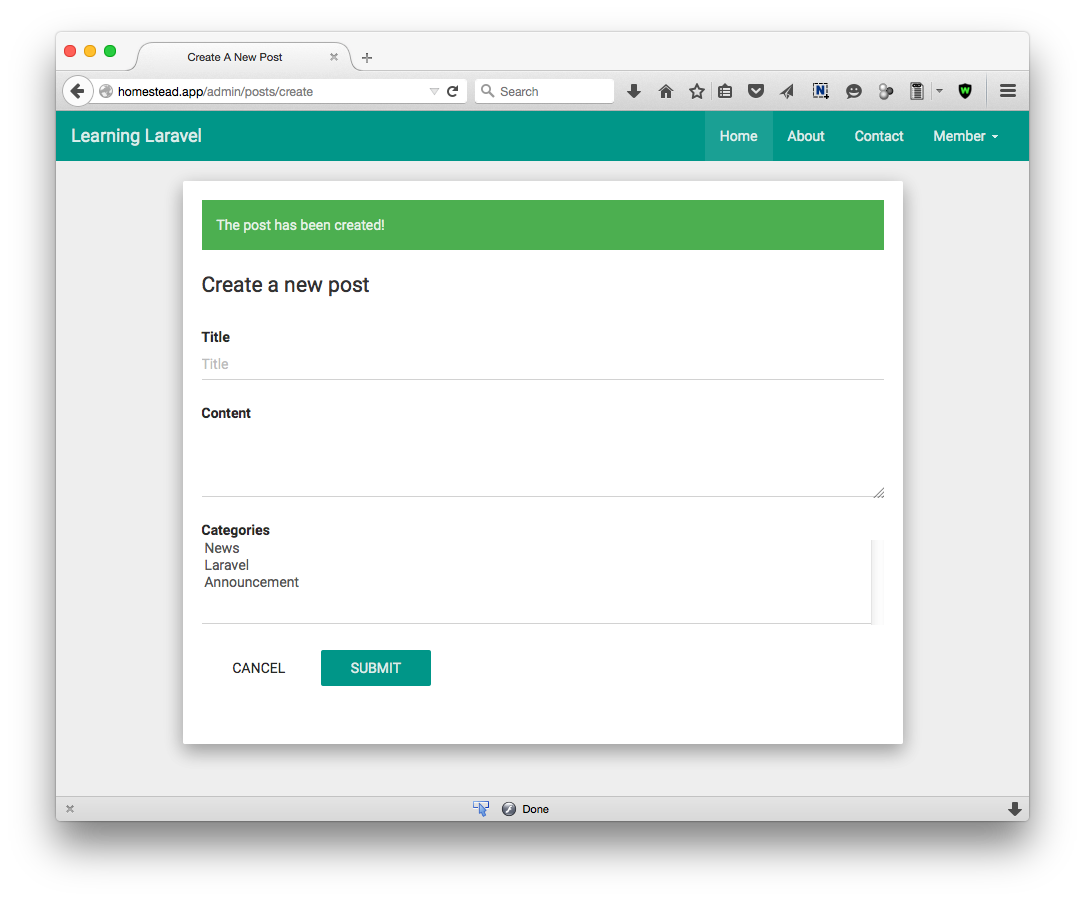 Create A New Post
homestead.app/admin/posts/create
Search
Learning Laravel
Home
About
Contact
Member
The post has been created!
Create a new post
Title
Title
Content
Categories
News
Laravel
Announcement
CANCEL
SUBMIT
Done